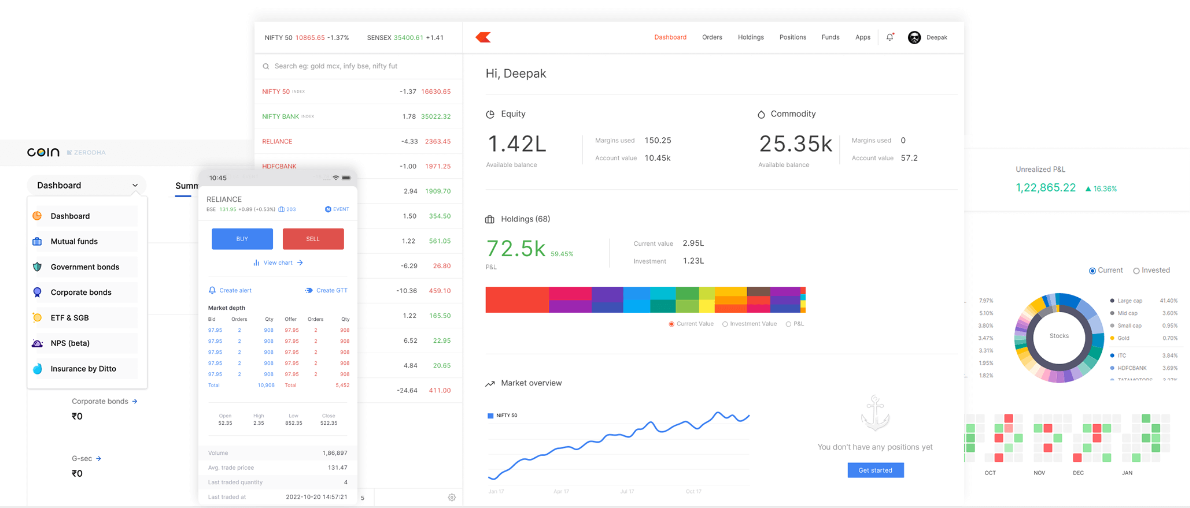 NIFTY 50 10865.65 -1.37% SENSEX 35400.61 +1.41
Dashboard Orders Holdings Positions Funds Apps Deepak
Search eg: gold mcx, infy bse, nifty fut
NIFTY 50 INDEX -1.37 16630.65
NIFTY BANK INDEX 1.78 35022.32
RELIANCE -4.33 2363.45
HDFCBANK -1.00 1971.25
2.94 1909.70
1.50 354.50
1.22 561.05
-6.29 26.80
-10.36 459.10
1.22 165.50
6.52 22.95
4.84 20.65
-24.64 411.00
5
Hi, Deepak
Equity
1.42L
Available balance
Margins used 150.25
Account value 10.45k
Commodity
25.35k
Available balance
Margins used 0
Account value 57.2
Holdings (68)
72.5k 59.45%
P&L
Current value 2.95L
Investment 1.23L
Current Value Investment Value P&L
Market overview
NIFTY 50
Jan 17 Apr 17 Jul 17 Oct 17
You don't have any positions yet
Get started
COIN BY ZERODHA
Dashboard
Summ
Dashboard
Mutual funds
Government bonds
Corporate bonds
ETF & SGB
NPS (beta)
Insurance by Ditto
Corporate bonds →
₹0
G-sec →
₹0
10:45
RELIANCE
BSE 131.95 +0.69 (+0.53%) 203 EVENT
BUY SELL
View chart →
Create alert Create GTT
Market depth
Bid Orders Qty Offer Orders Qty
97.95 2 908 97.95 2 908
97.95 2 908 97.95 2 908
97.95 2 908 97.95 2 908
97.95 2 908 97.95 2 908
97.95 2 908 97.95 2 908
Total 19,909 Total 5,452
Open High Low Close
52.35 2.35 852.35 522.35
Volume 1,86,897
Avg. trade prices 131.47
Last traded quantity 4
Last traded at 2022-10-20 14:57:21
Unrealized P&L
1,22,865.22 ▲ 16.36%
Current Invested
7.97%
5.10%
3.80%
3.47%
3.31%
1.95%
1.82%
Stocks
Large cap 41.40%
Mid cap 3.60%
Small cap 0.95%
Gold 0.70%
ITC 3.84%
HDFCBANK 3.69%
OCT NOV DEC JAN